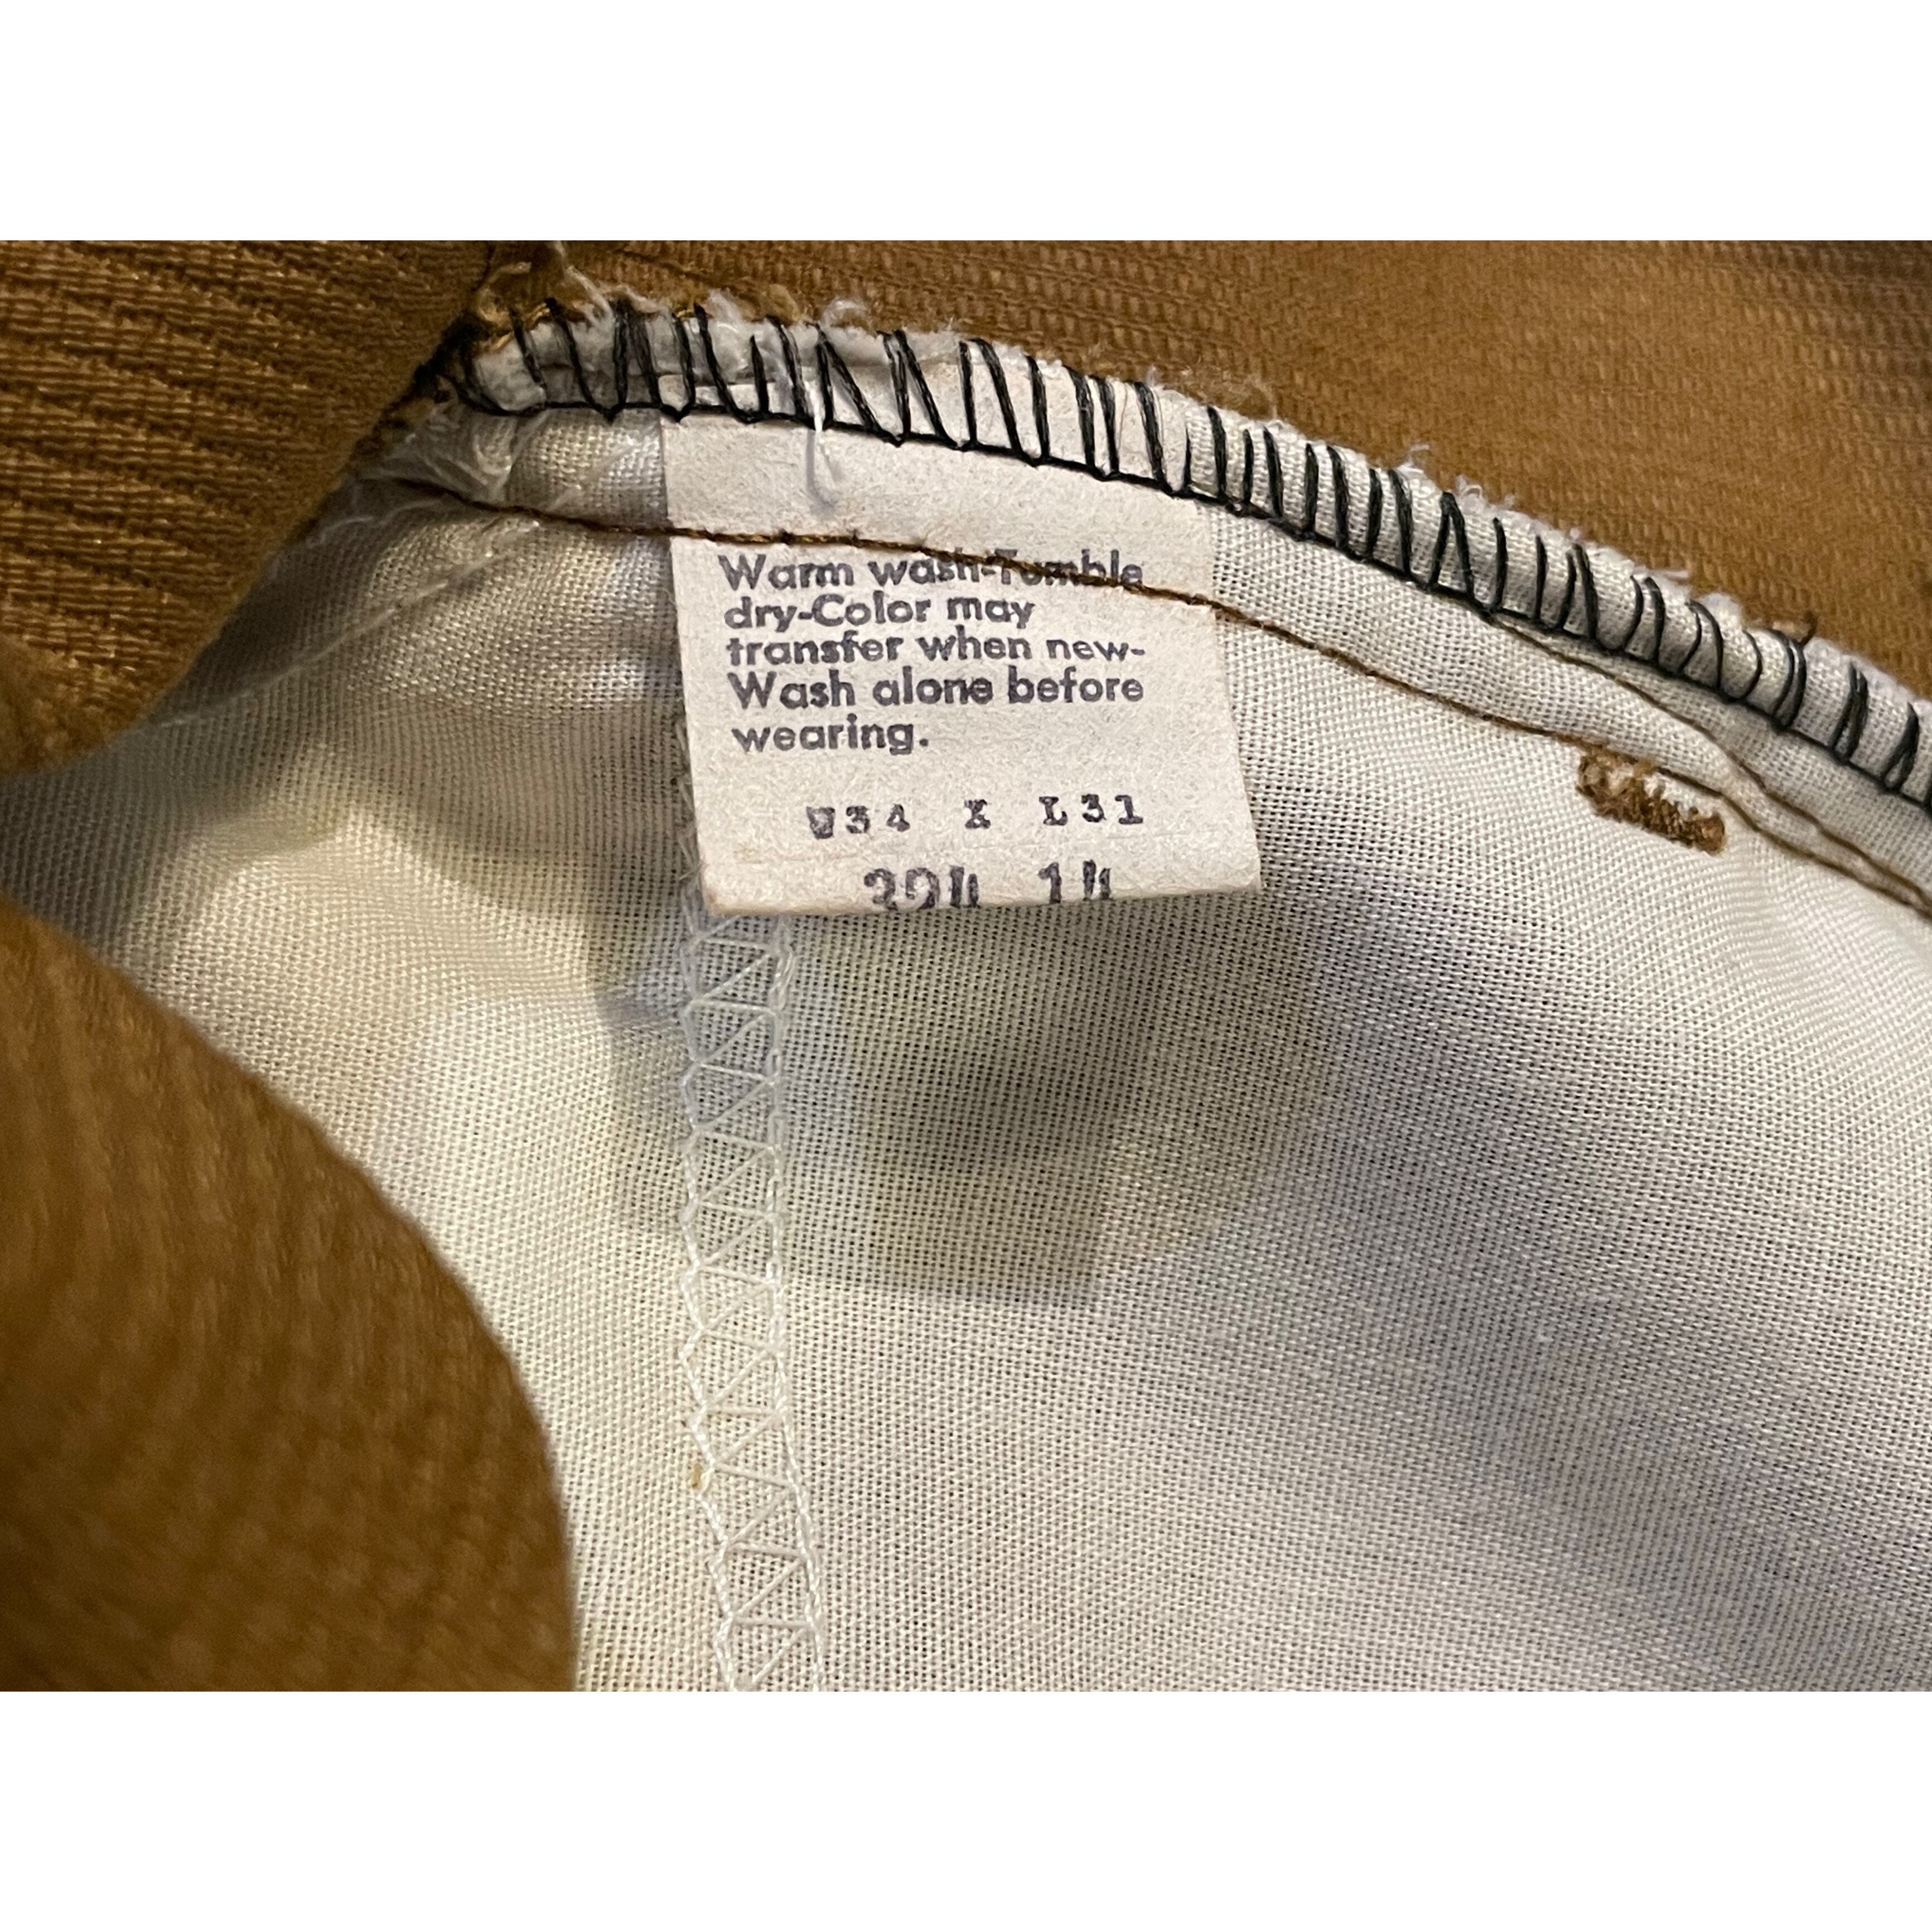 Warm wash-Tumble
dry-Color may
transfer when new-
Wash alone before
wearing.
W34 X L31